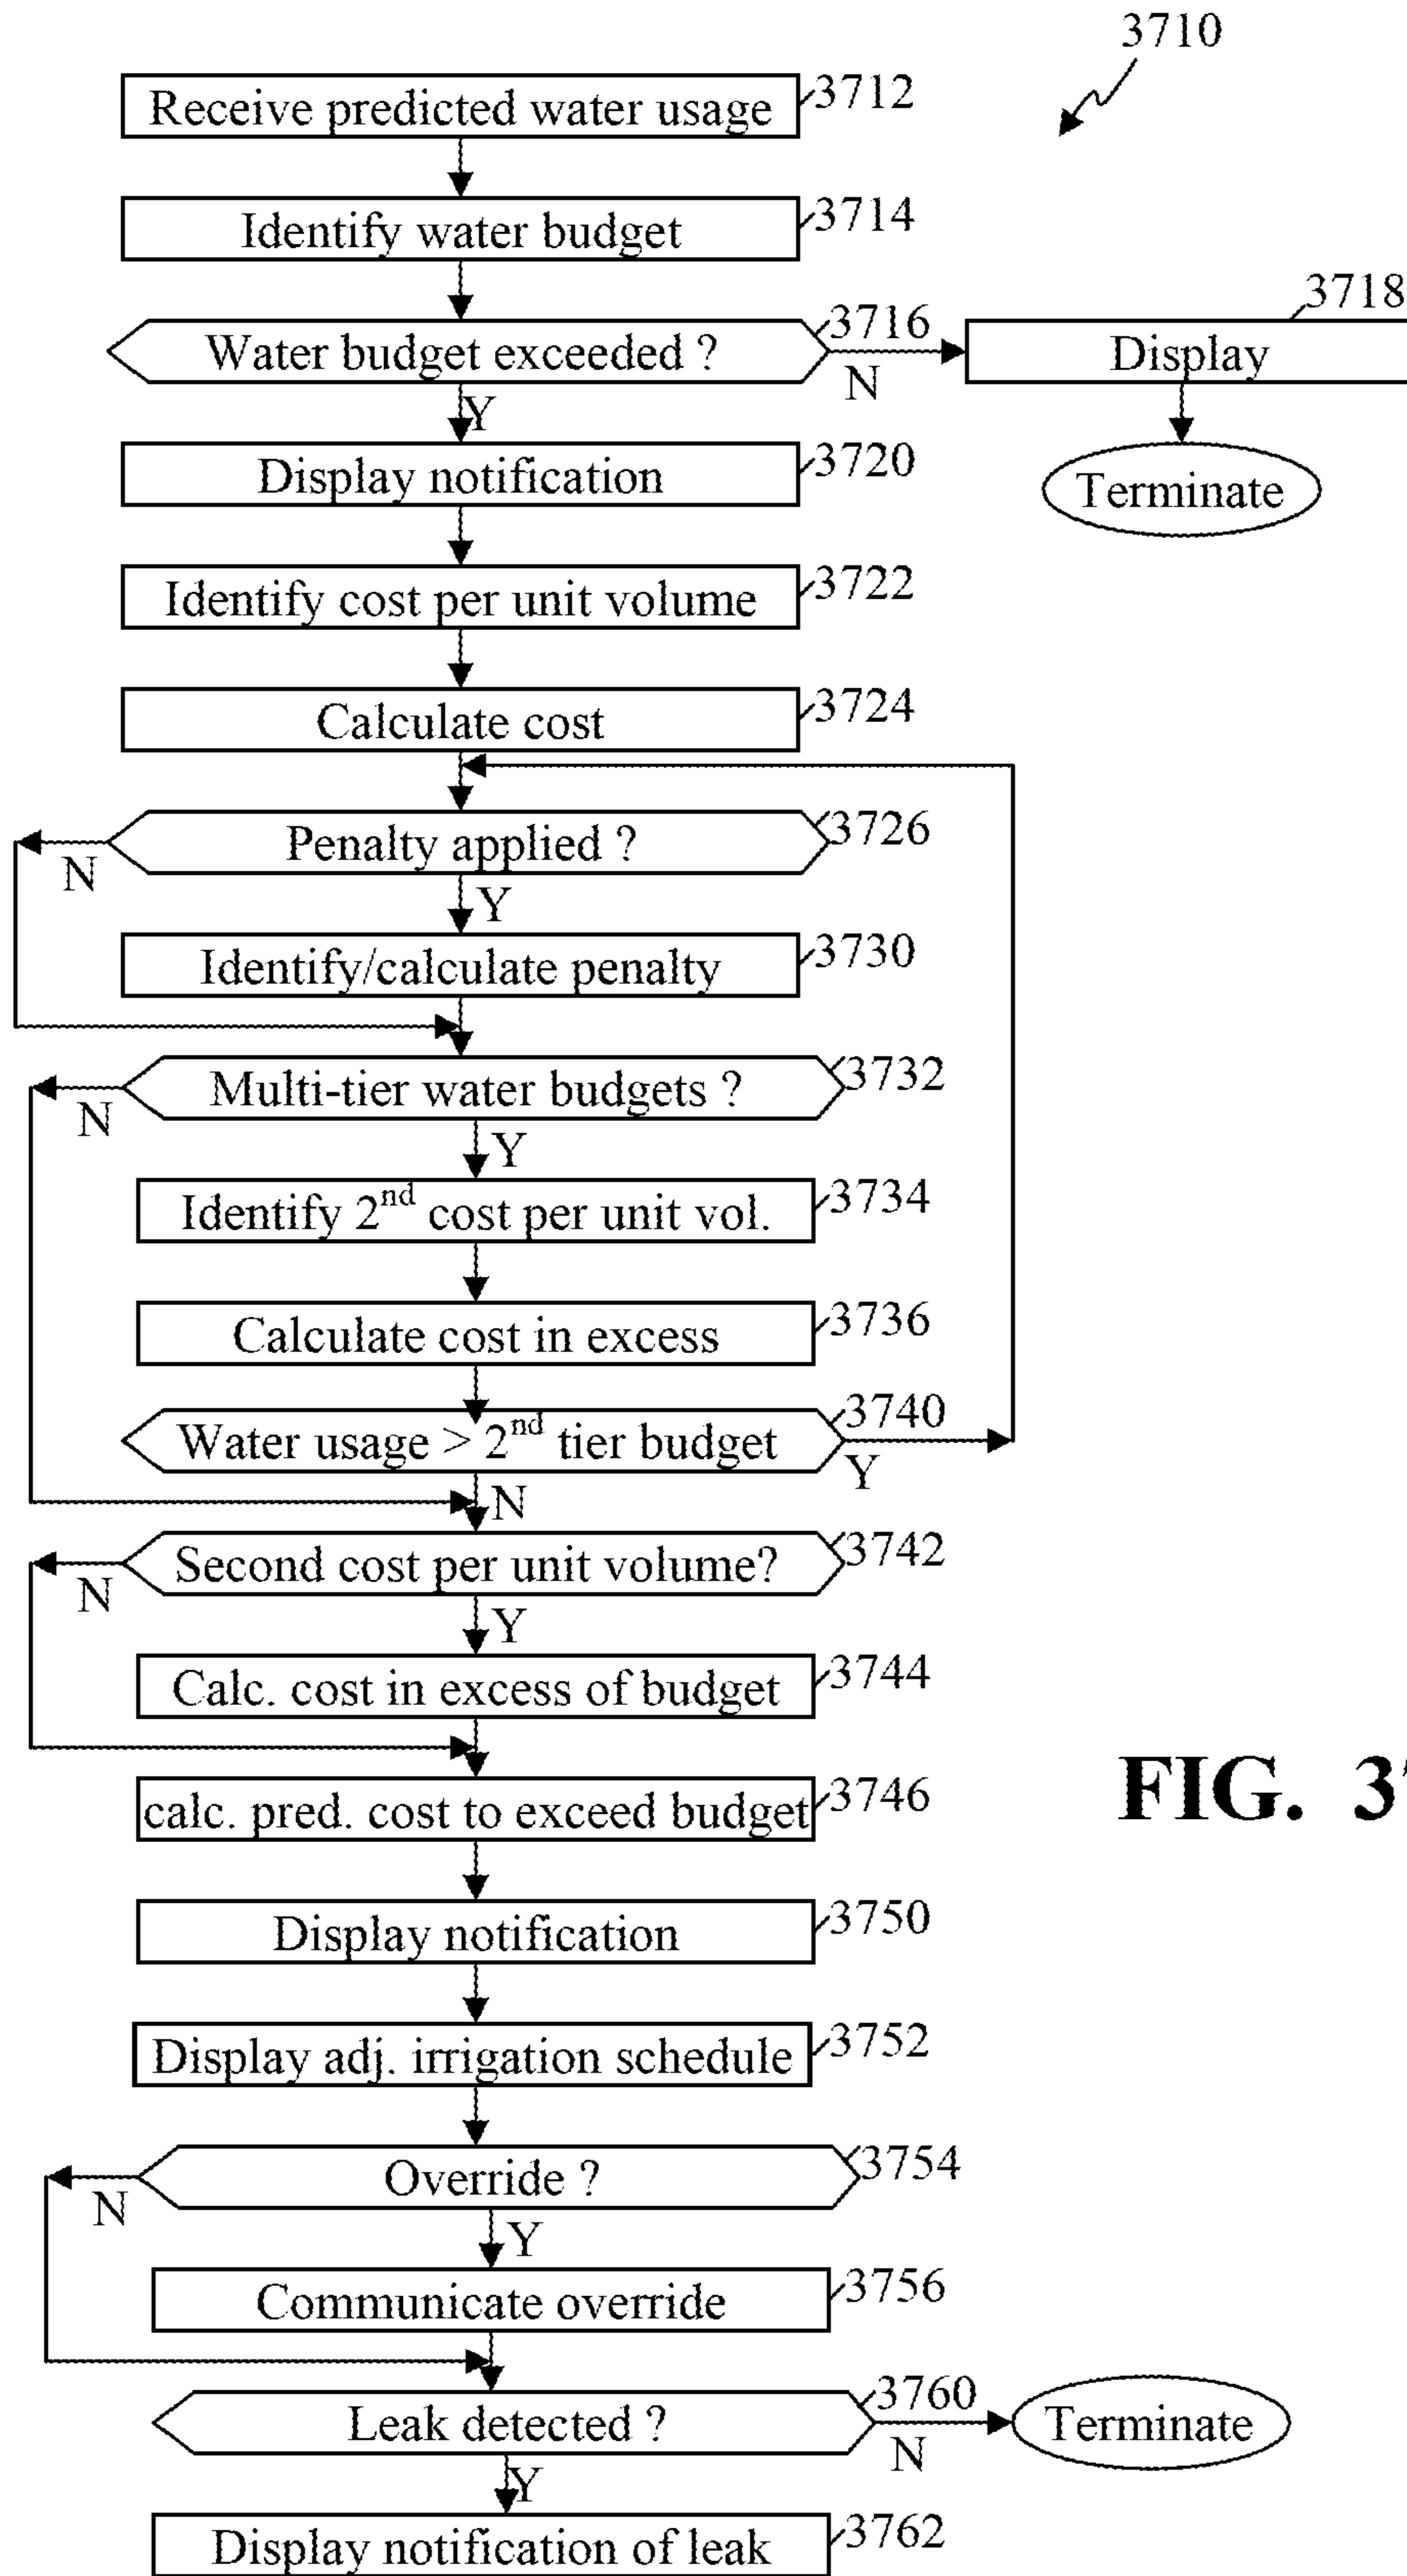 3710
Receive predicted water usage 3712
Identify water budget 3714
Water budget exceeded ? 3716
N
Y
Display 3718
Terminate
Display notification 3720
Identify cost per unit volume 3722
Calculate cost 3724
Penalty applied ? 3726
N
Y
Identify/calculate penalty 3730
Multi-tier water budgets ? 3732
N
Y
Identify 2nd cost per unit vol. 3734
Calculate cost in excess 3736
Water usage > 2nd tier budget 3740
Y
N
Second cost per unit volume? 3742
N
Y
Calc. cost in excess of budget 3744
calc. pred. cost to exceed budget 3746
FIG. 3
Display notification 3750
Display adj. irrigation schedule 3752
Override ? 3754
N
Y
Communicate override 3756
Leak detected ? 3760
N
Terminate
Y
Display notification of leak 3762